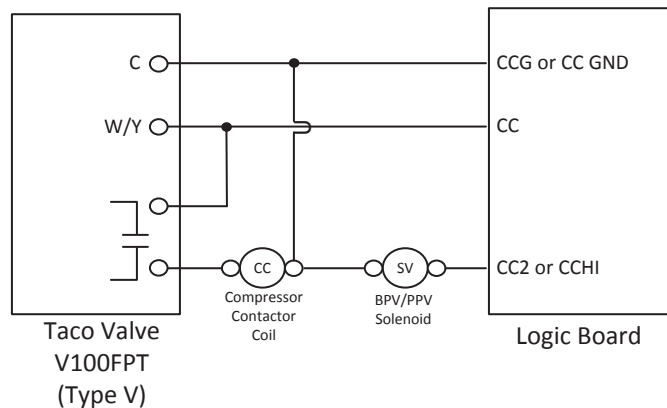 C
CCG or CC GND
W/Y
CC
CC
SV
CC2 or CCHI
Compressor
Contactor
Coil
BPV/PPV
Solenoid
Taco Valve
V100FPT
(Type V)
Logic Board